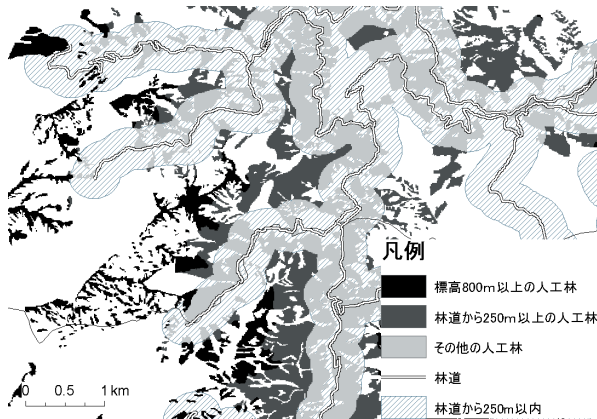 凡例
標高800m以上の人工林
林道から250m以上の人工林
その他の人工林
林道
林道から250m以内
0 0.5 1km